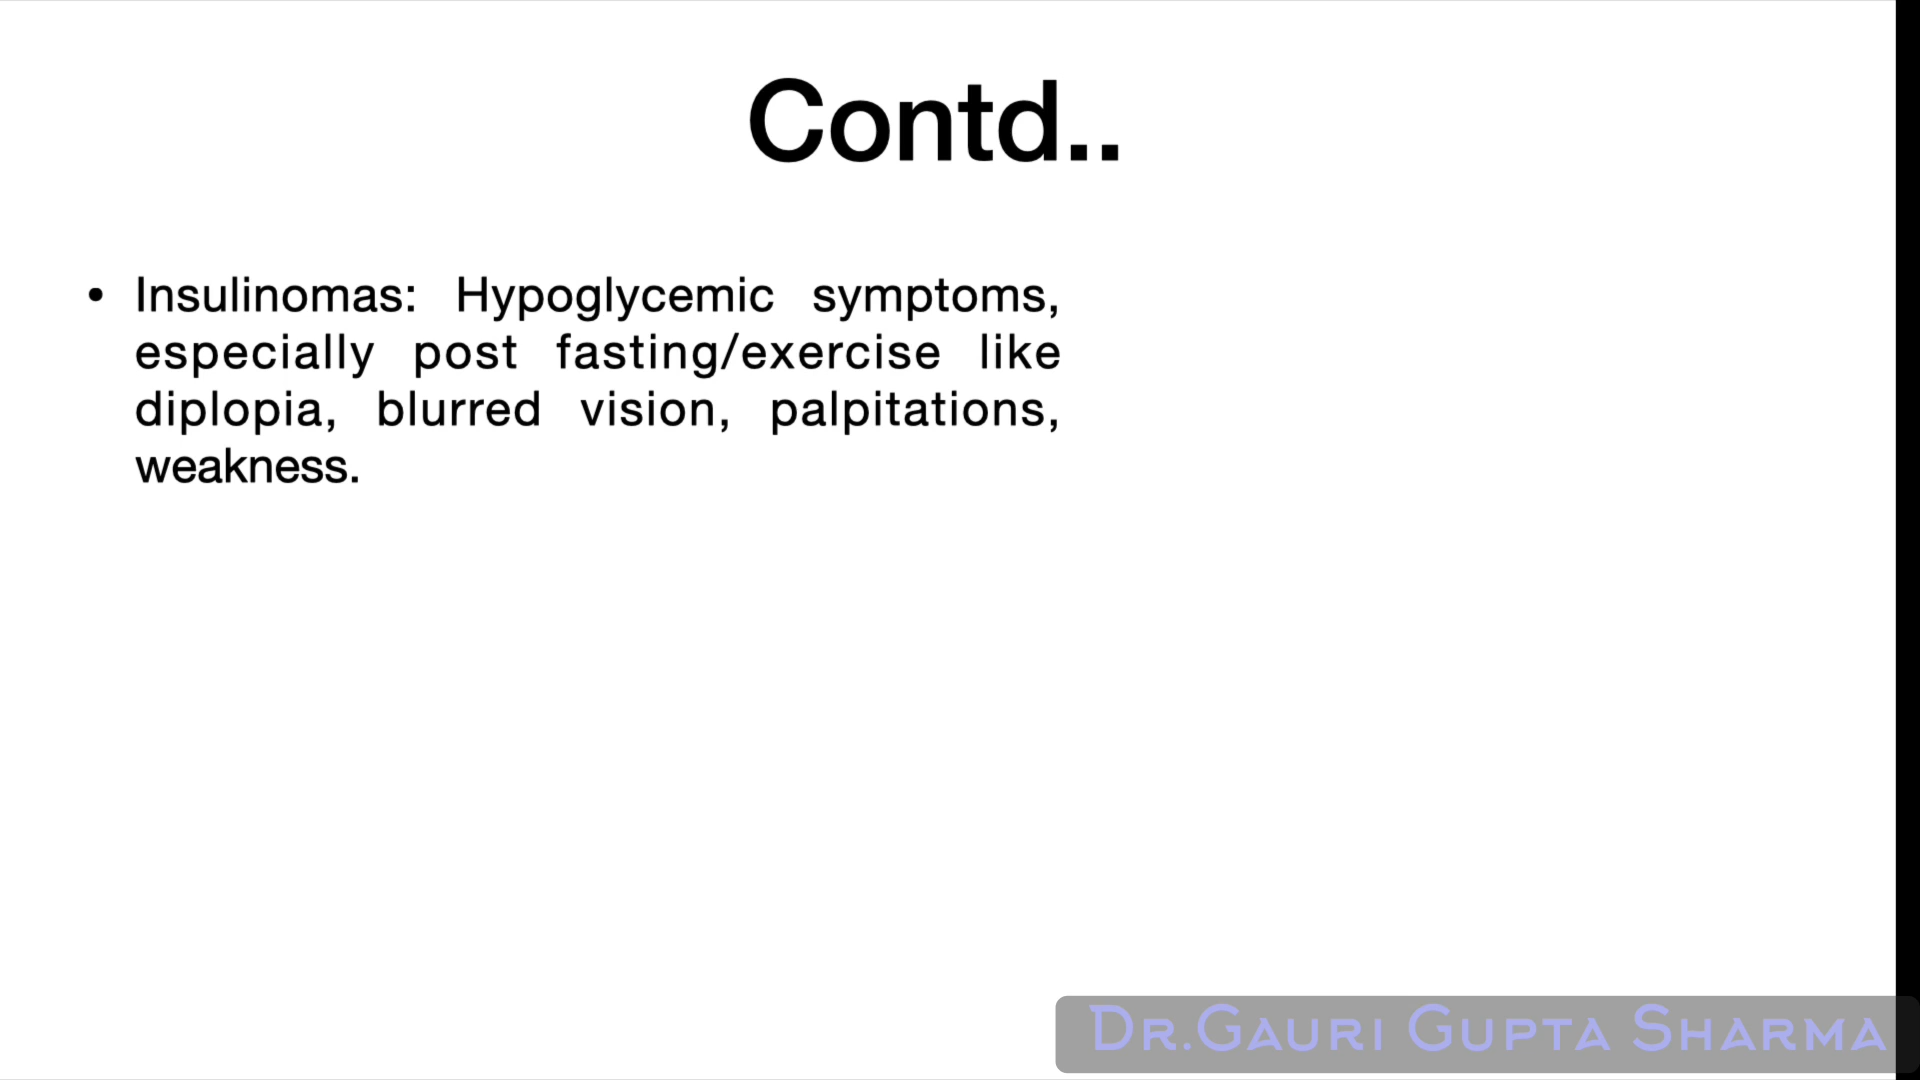 Contd..
• Insulinomas: Hypoglycemic symptoms,
especially post fasting/exercise like
diplopia, blurred vision, palpitations,
weakness.
Dr.Gauri Gupta Sharma